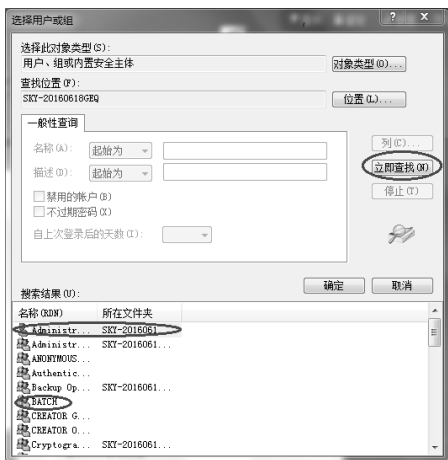 选择用户或组
选择此对象类型(S):
用户、组或内置安全主体
对象类型(O)...
查找位置(F):
SKY-20160618GEQ
位置(L)...
一般性查询
名称(A):
起始为
列(C)...
描述(D):
起始为
立即查找(N)
禁用的帐户(B)
停止(T)
不过期密码(X)
自上次登录后的天数(I):
确定
取消
搜索结果(U):
名称(RDN) 所在文件夹
Administr... SKY-2016061...
Administr... SKY-2016061...
ANONYMOUS...
Authentic...
Backup Op... SKY-2016061...
BATCH
CREATOR G...
CREATOR O...
Cryptogra... SKY-2016061...